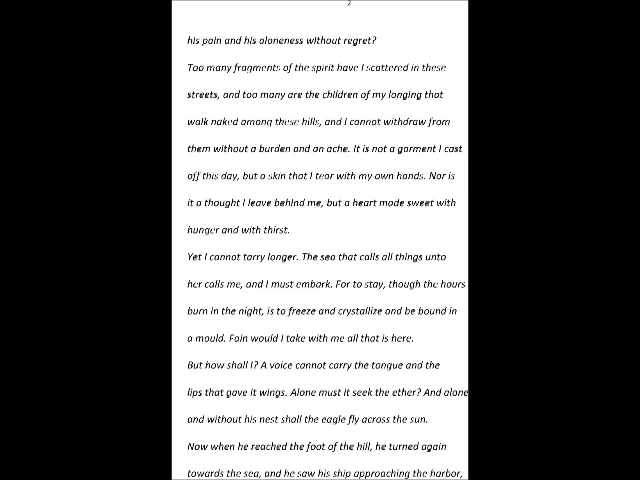 2
his pain and his aloneness without regret?
Too many fragments of the spirit have I scattered in these
streets, and too many are the children of my longing that
walk naked among these hills, and I cannot withdraw from
them without a burden and an ache. It is not a garment I cast
off this day, but a skin that I tear with my own hands. Nor is
it a thought I leave behind me, but a heart made sweet with
hunger and with thirst.
Yet I cannot tarry longer. The sea that calls all things unto
her calls me, and I must embark. For to stay, though the hours
burn in the night, is to freeze and crystallize and be bound in
a mould. Fain would I take with me all that is here.
But how shall I? A voice cannot carry the tongue and the
lips that gave it wings. Alone must it seek the ether? And alone
and without his nest shall the eagle fly across the sun.
Now when he reached the foot of the hill, he turned again
towards the sea, and he saw his ship approaching the harbor,